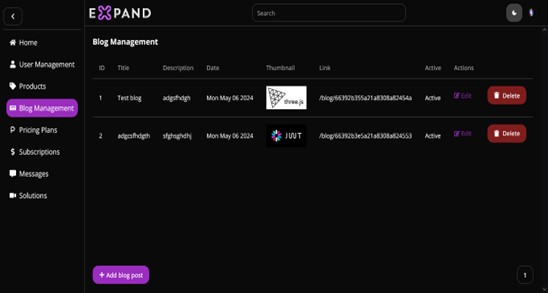 EXPAND
Search
Home
User Management
Products
Blog Management
Pricing Plans
Subscriptions
Messages
Solutions
Blog Management
ID Title Description Date Thumbnail Link Active Actions
1 Test blog adgsfhdgh Mon May 06 2024 three.js /blog/66392b355a21a8308a82454a Active Edit Delete
2 adgcsfhdgth sfghsghdhj Mon May 06 2024 JWT /blog/66392b3e5a21a8308a824553 Active Edit Delete
+ Add blog post
1